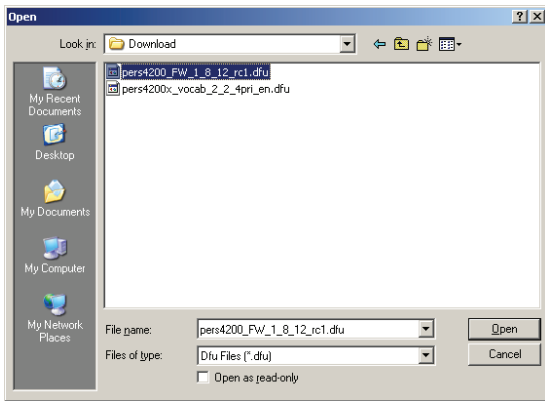 Open
Look in:
Download
pers4200_FW_1_8_12_rc1.dfu
pers4200x_vocab_2_2_4pri_en.dfu
My Recent
Documents
Desktop
My Documents
My Computer
My Network
Places
File name:
pers4200_FW_1_8_12_rc1.dfu
Open
Files of type:
Dfu Files (*.dfu)
Cancel
Open as read-only